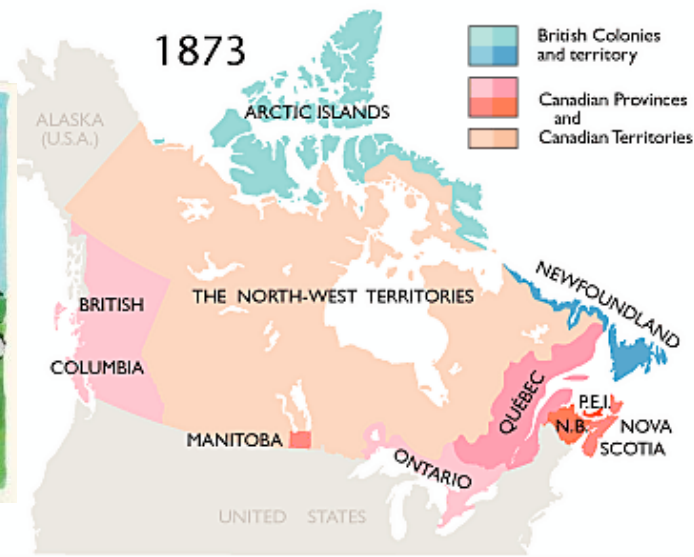 1873
British Colonies
and territory
Canadian Provinces
and
Canadian Territories
ARCTIC ISLANDS
ALASKA
(U.S.A.)
NEWFOUNDLAND
THE NORTH-WEST TERRITORIES
BRITISH
COLUMBIA
QUÉBEC
P.E.I.
N.B.
NOVA
SCOTIA
MANITOBA
ONTARIO
UNITED STATES